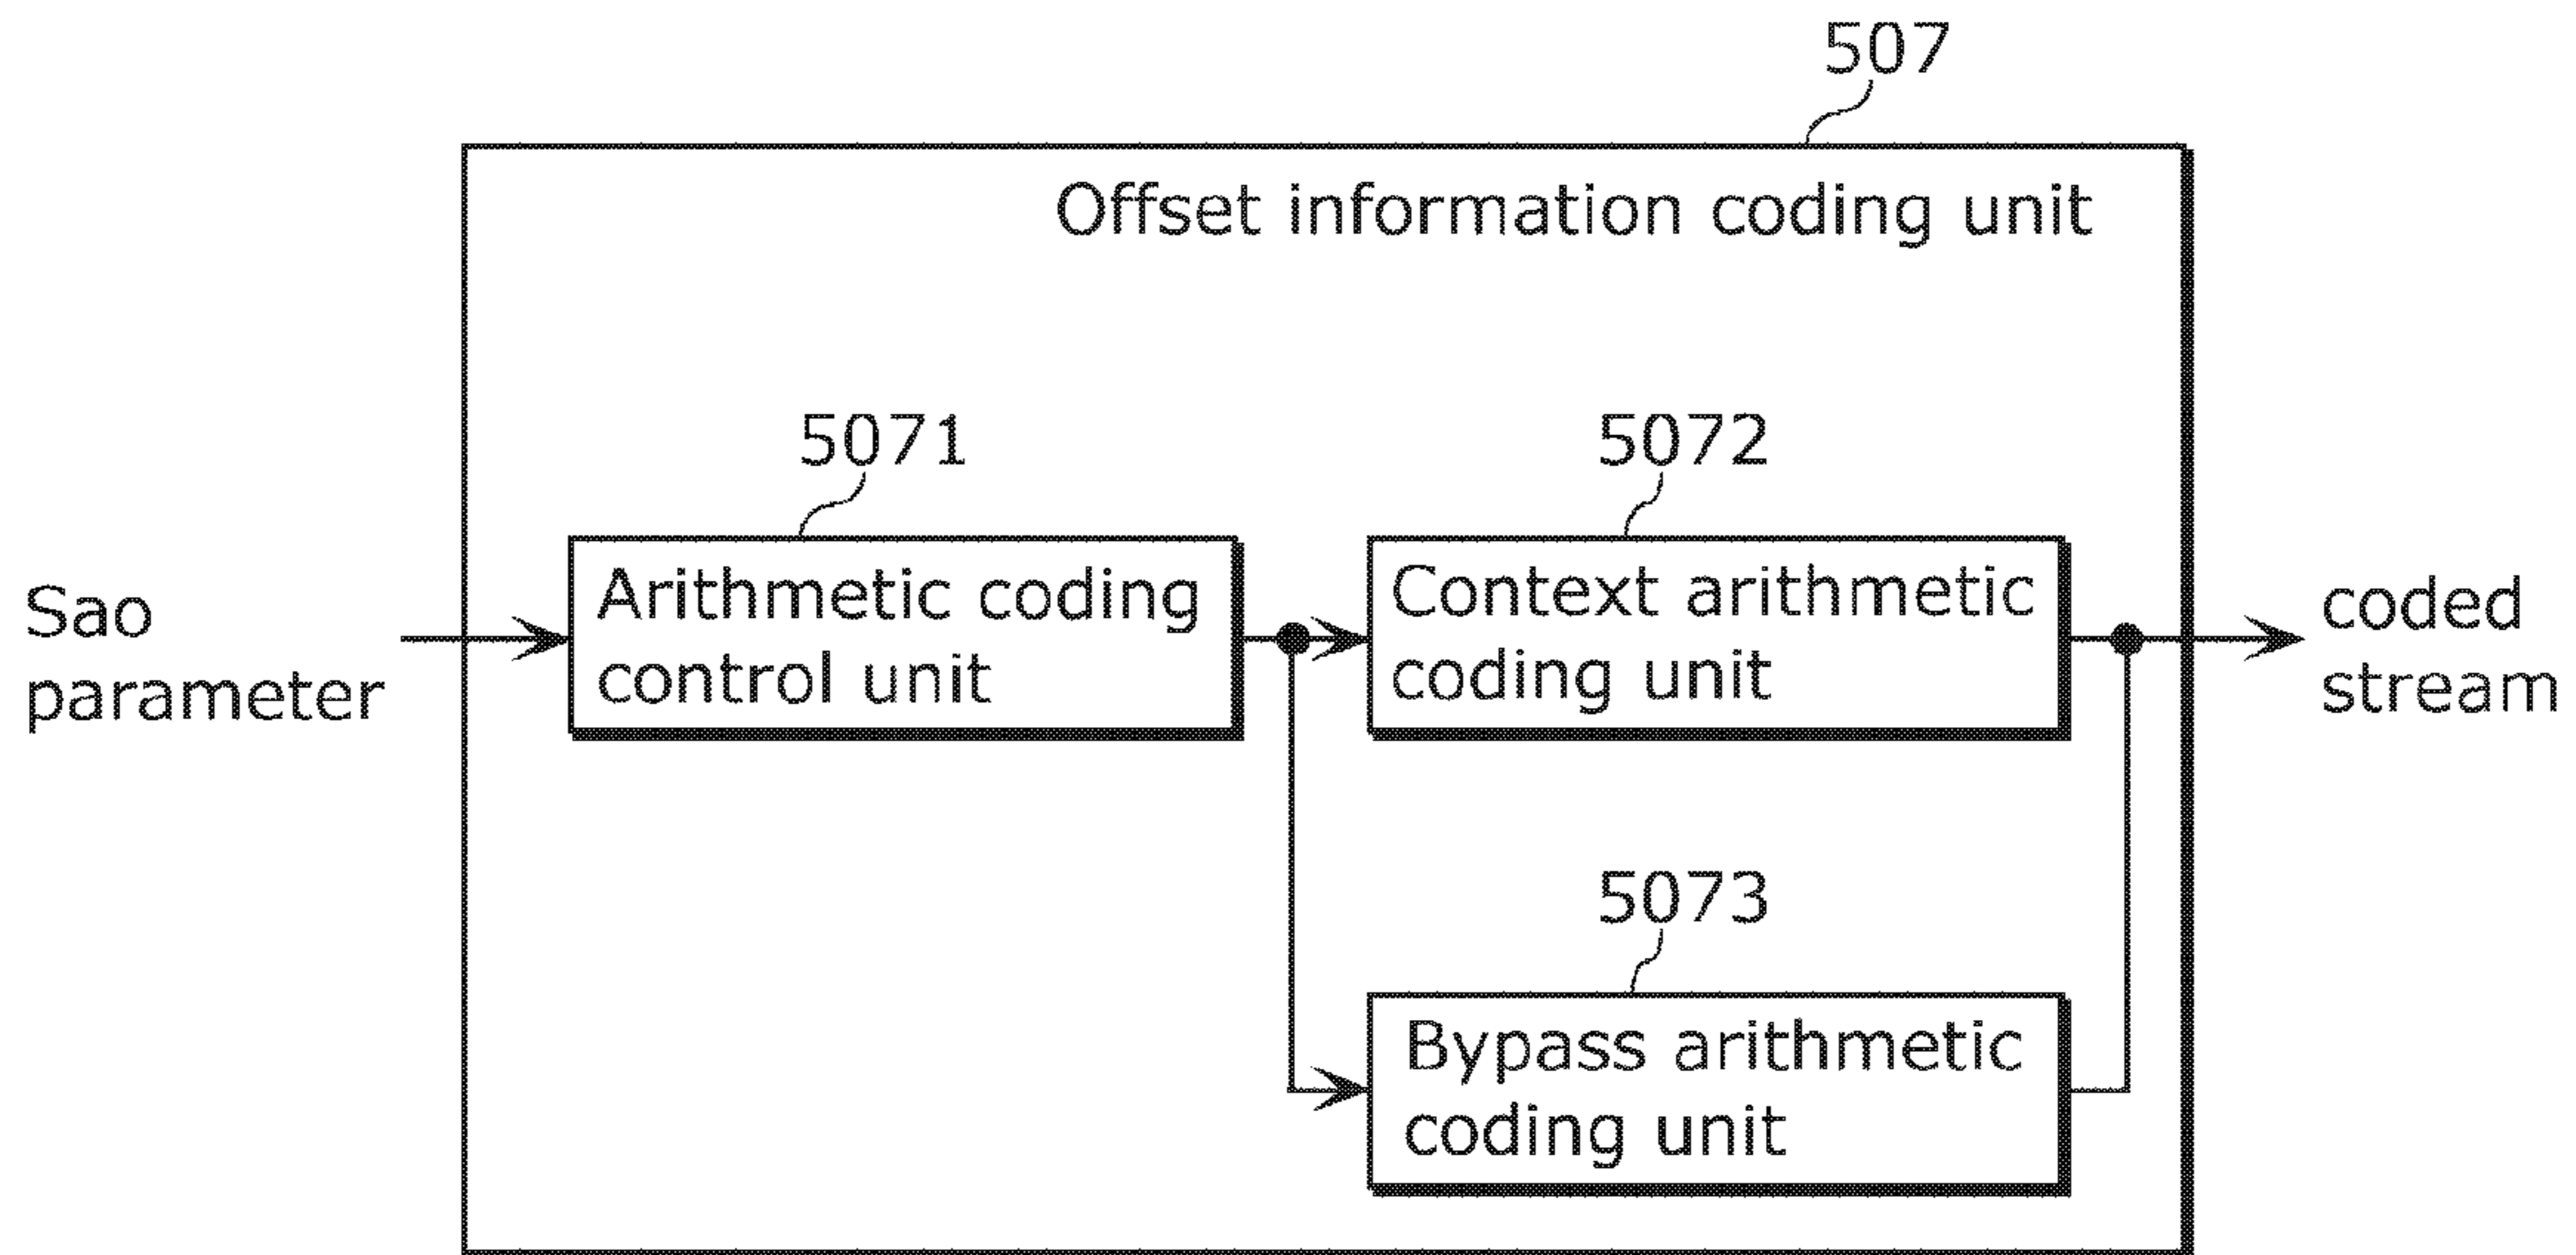 507
Offset information coding unit
5071
5072
Sao
parameter
Arithmetic coding
control unit
Context arithmetic
coding unit
coded
stream
5073
Bypass arithmetic
coding unit